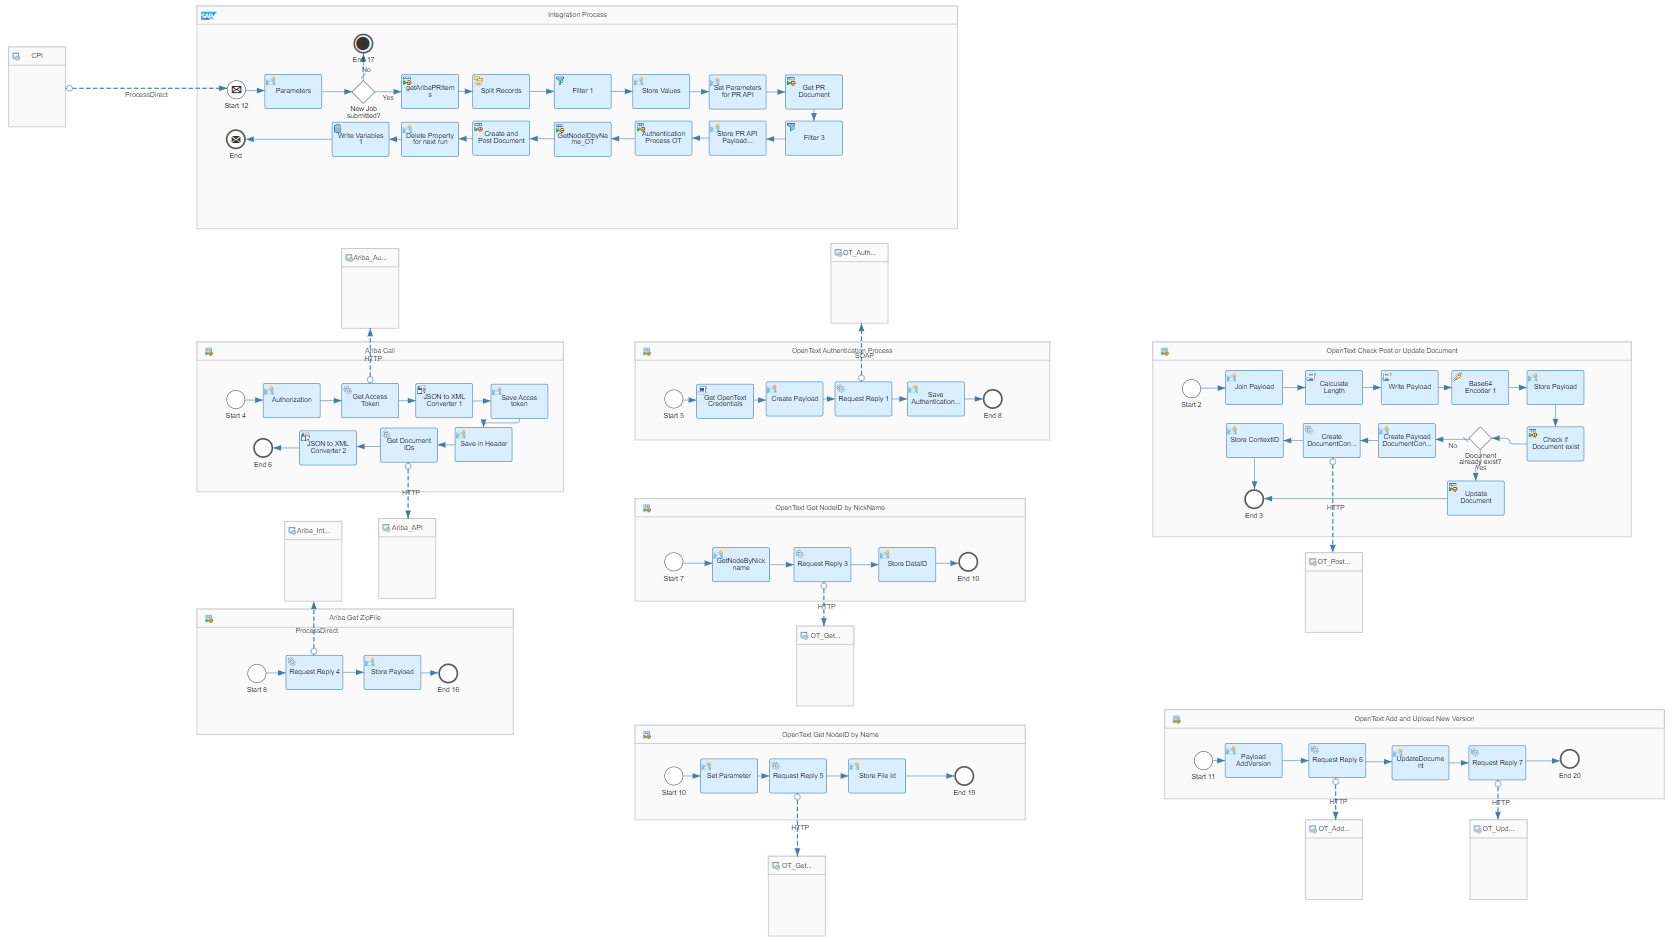 SAP
Integration Process
CPI
ProcessDirect
Start 12
Parameters
End 17
No
Yes
New Job
submitted?
getAribaPRItem
s
Split Records
Filter 1
Store Values
Set Parameters
for PR API
Get PR
Document
End
Write Variables
1
Delete Property
for next run
Create and
Post Document
GetNodeIDbyNa
me_OT
Authentication
Process OT
Store PR API
Payload...
Filter 3
Ariba_Au...
Ariba Call
HTTP
Start 4
Authorization
Get Access
Token
JSON to XML
Converter 1
Save Acces
token
End 6
JSON to XML
Converter 2
Get Document
IDs
Save in Header
HTTP
Ariba_API
Ariba_Int...
Ariba Get ZipFile
ProcessDirect
Start 8
Request Reply 4
Store Payload
End 16
OT_Auth...
OpenText Authentication Process
SOAP
Start 5
Get OpenText
Credentials
Create Payload
Request Reply 1
Save
Authentication...
End 8
OpenText Get NodeID by NickName
Start 7
GetNodeByNick
name
Request Reply 3
Store DataID
End 10
HTTP
OT_Get...
OpenText Get NodeID by Name
Start 10
Set Parameter
Request Reply 5
Store File Id
End 19
HTTP
OT_Get...
OpenText Check Post or Update Document
Start 2
Join Payload
Calculate
Length
Write Payload
Base64
Encoder 1
Store Payload
Store ContextID
Create
DocumentCon...
Create Payload
DocumentCon...
No
Document
already exist?
Yes
Check if
Document exist
Update
Document
End 3
HTTP
OT_Post...
OpenText Add and Upload New Version
Start 11
Payload
AddVersion
Request Reply 6
UpdateDocume
nt
Request Reply 7
End 20
HTTP
HTTP
OT_Add...
OT_Upd...